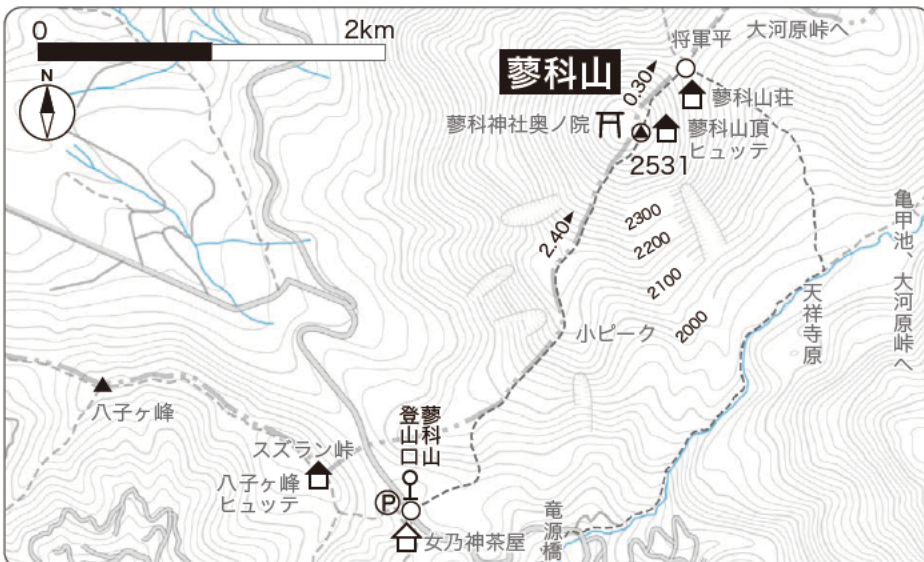 0 2km
N
将軍平
大河原峠へ
蓼科山
0.30
蓼科山荘
蓼科神社奥ノ院
蓼科山頂
ヒュッテ
2531
2.40
2300
2200
2100
2000
亀甲池、大河原峠へ
天祥寺原
小ピーク
八子ヶ峰
スズラン峠
八子ヶ峰
ヒュッテ
蓼科山
登山口
P
女乃神茶屋
竜源橋